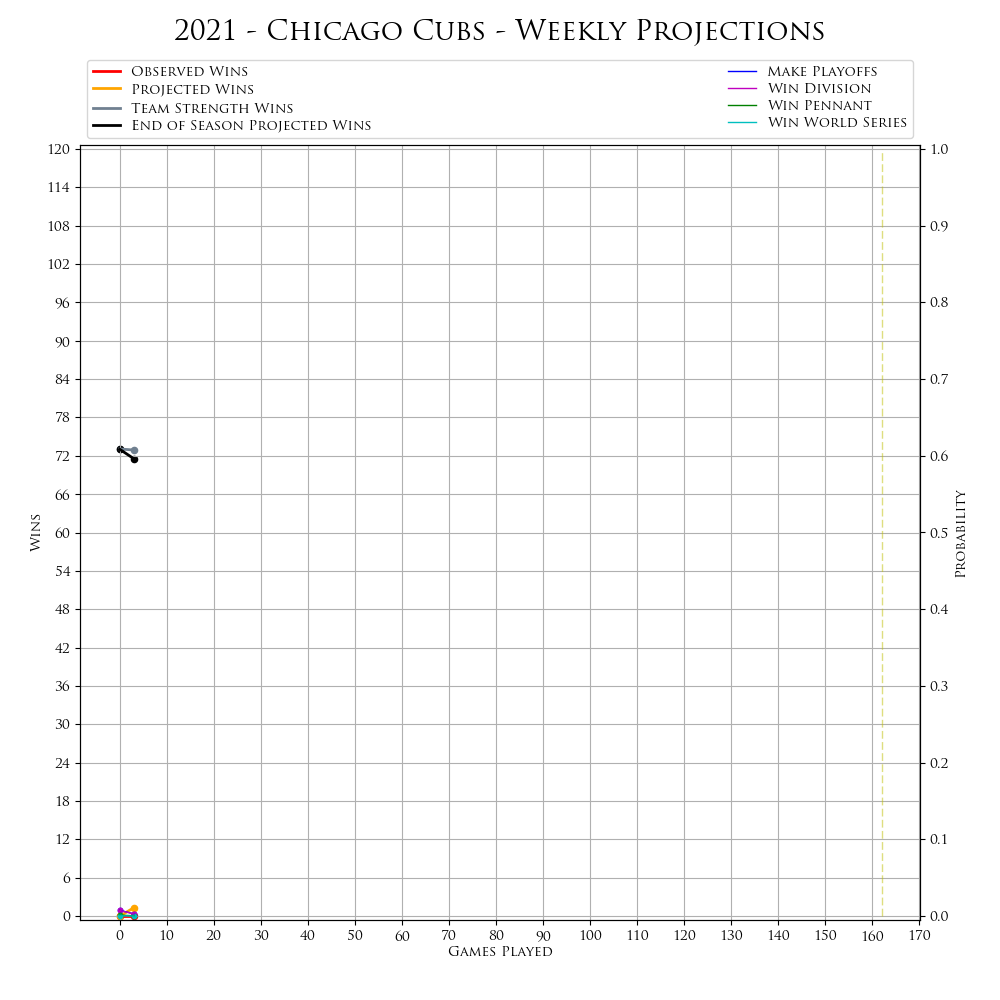 2021 - Chicago Cubs - Weekly Projections
Observed Wins
Projected Wins
Team Strength Wins
End of Season Projected Wins
Make Playoffs
Win Division
Win Pennant
Win World Series
120
114
108
102
96
90
84
78
72
66
60
54
48
42
36
30
24
18
12
6
0
Wins
1.0
0.9
0.8
0.7
0.6
0.5
0.4
0.3
0.2
0.1
0.0
Probability
0 10 20 30 40 50 60 70 80 90 100 110 120 130 140 150 160 170
Games Played